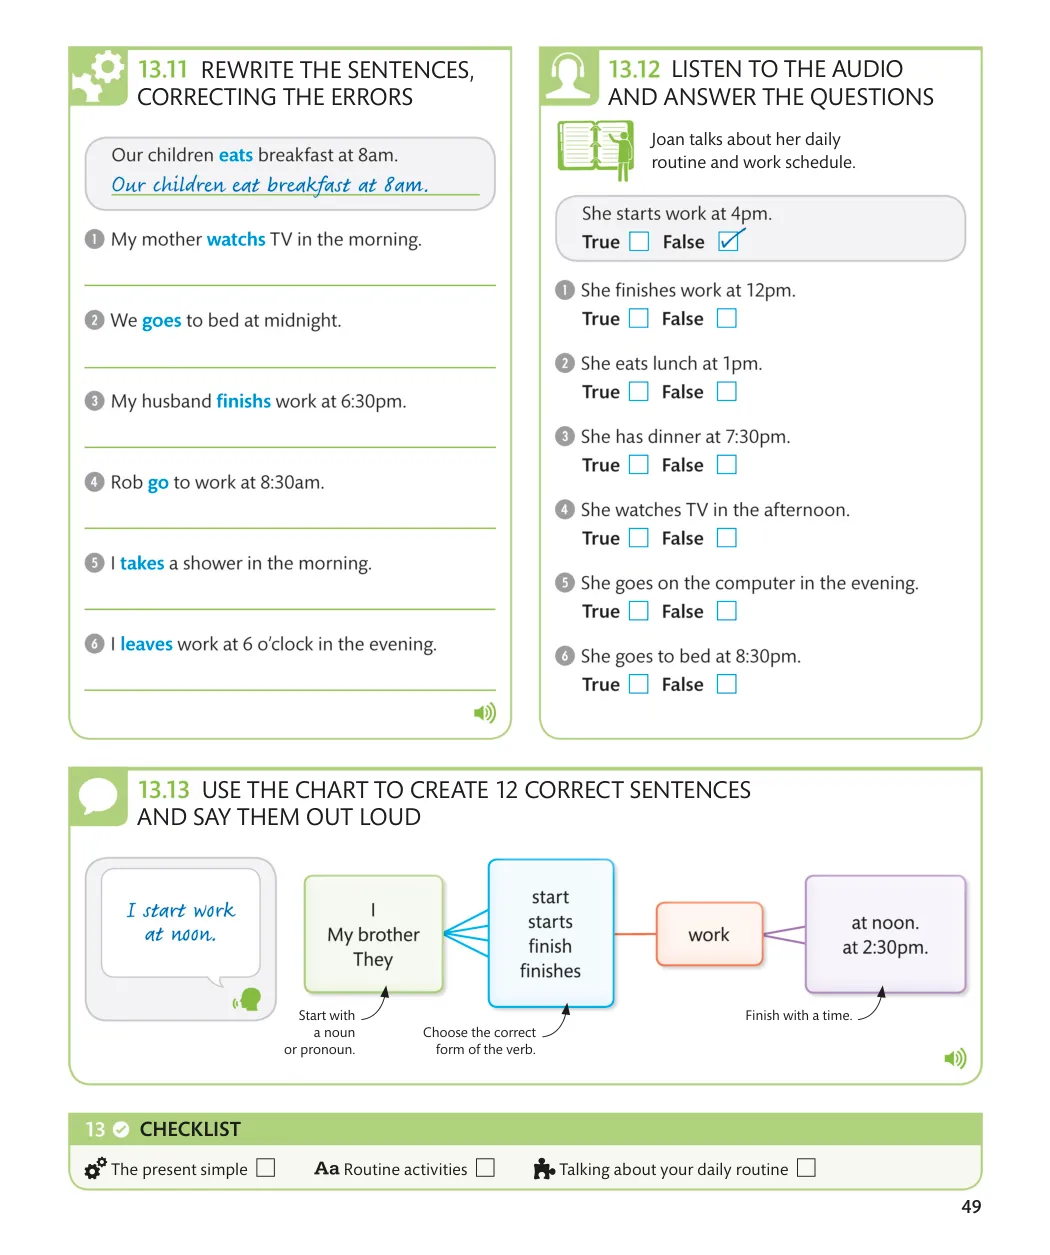 13.11 REWRITE THE SENTENCES,
CORRECTING THE ERRORS
Our children eats breakfast at 8am.
Our children eat breakfast at 8am.
1 My mother watchs TV in the morning.
2 We goes to bed at midnight.
3 My husband finishs work at 6:30pm.
4 Rob go to work at 8:30am.
5 I takes a shower in the morning.
6 I leaves work at 6 o’clock in the evening.
13.12 LISTEN TO THE AUDIO
AND ANSWER THE QUESTIONS
Joan talks about her daily
routine and work schedule.
She starts work at 4pm.
True False
1 She finishes work at 12pm.
True False
2 She eats lunch at 1pm.
True False
3 She has dinner at 7:30pm.
True False
4 She watches TV in the afternoon.
True False
5 She goes on the computer in the evening.
True False
6 She goes to bed at 8:30pm.
True False
13.13 USE THE CHART TO CREATE 12 CORRECT SENTENCES
AND SAY THEM OUT LOUD
I start work
at noon.
I
My brother
They
start
starts
finish
finishes
work
at noon.
at 2:30pm.
Start with
a noun
or pronoun.
Choose the correct
form of the verb.
Finish with a time.
13 CHECKLIST
The present simple Aa Routine activities Talking about your daily routine
49